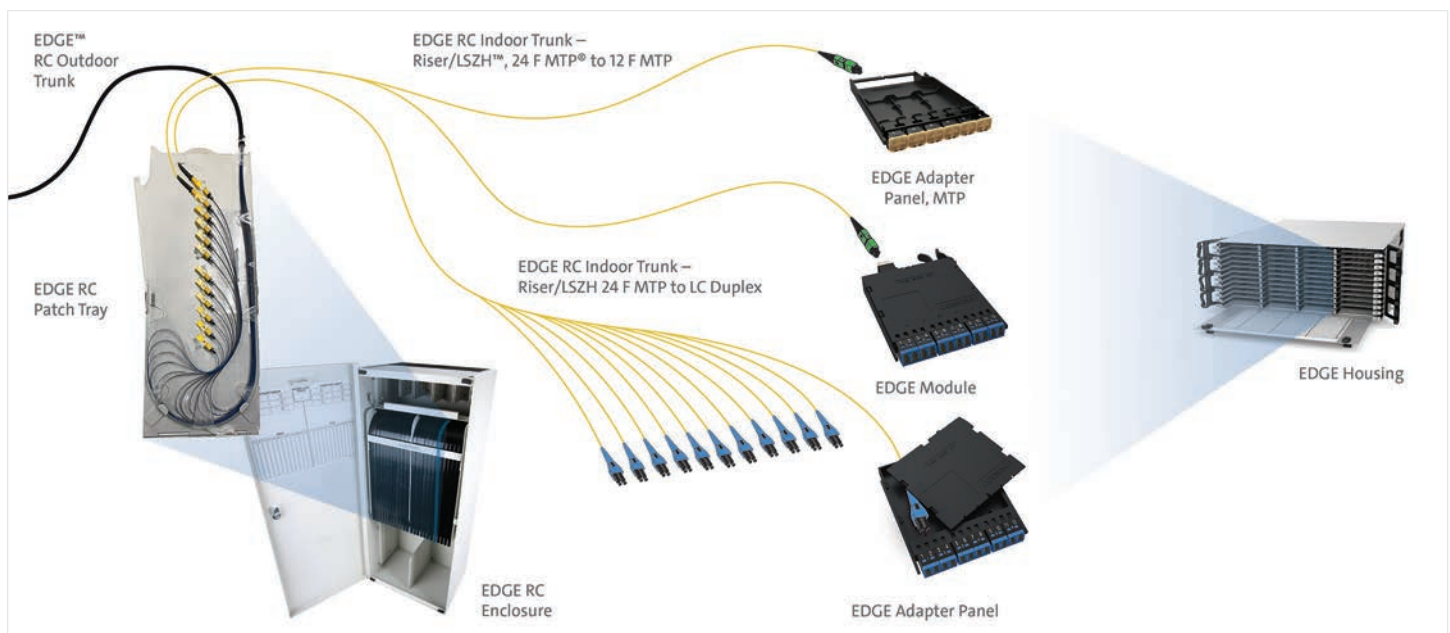 EDGE™
RC Outdoor
Trunk
EDGE RC Indoor Trunk –
Riser/LSZH™, 24 F MTP® to 12 F MTP
EDGE Adapter
Panel, MTP
EDGE RC
Patch Tray
EDGE RC Indoor Trunk –
Riser/LSZH 24 F MTP to LC Duplex
EDGE Module
EDGE Housing
EDGE RC
Enclosure
EDGE Adapter Panel